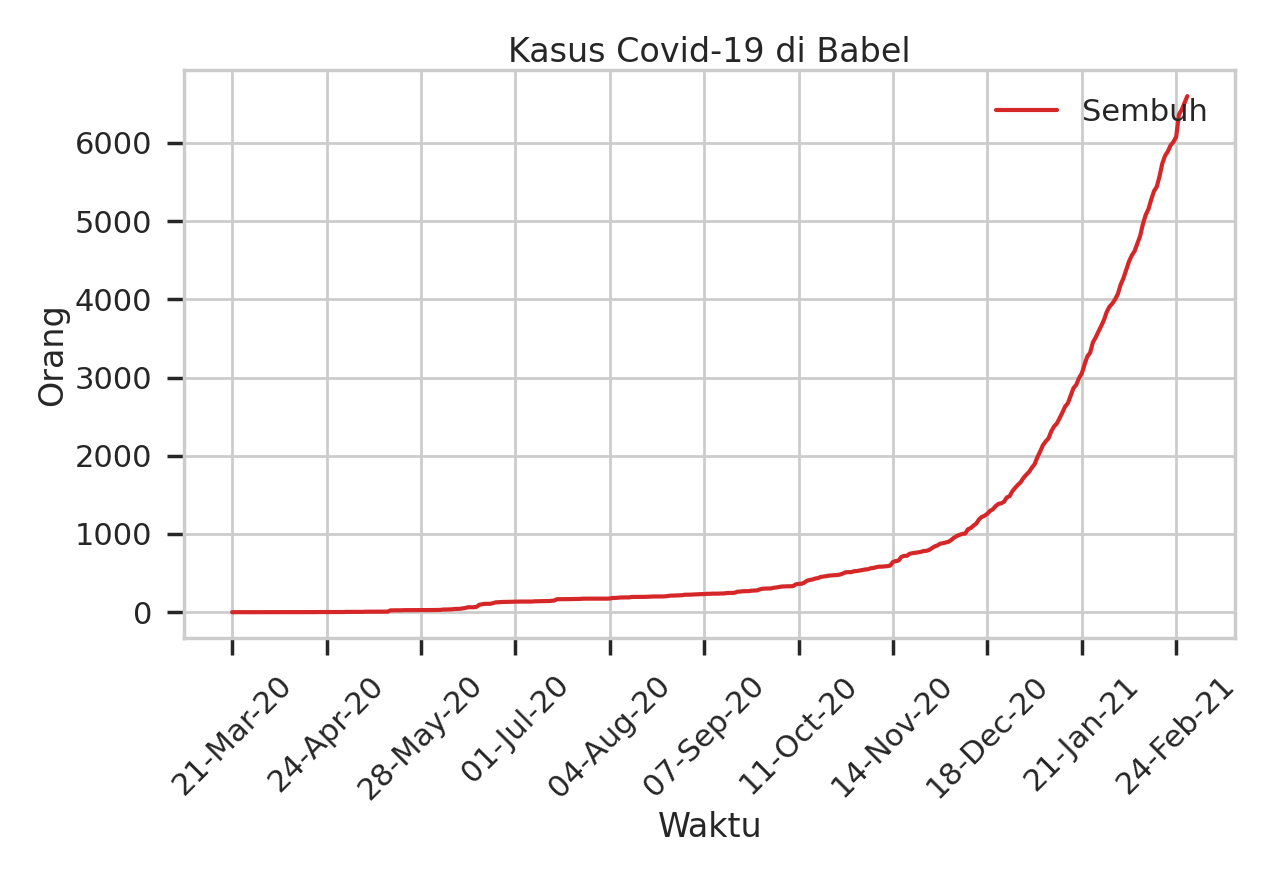 Kasus Covid-19 di Babel
Sembuh
Orang
6000
5000
4000
3000
2000
1000
0
21-Mar-20
24-Apr-20
28-May-20
01-Jul-20
04-Aug-20
07-Sep-20
11-Oct-20
14-Nov-20
18-Dec-20
21-Jan-21
24-Feb-21
Waktu